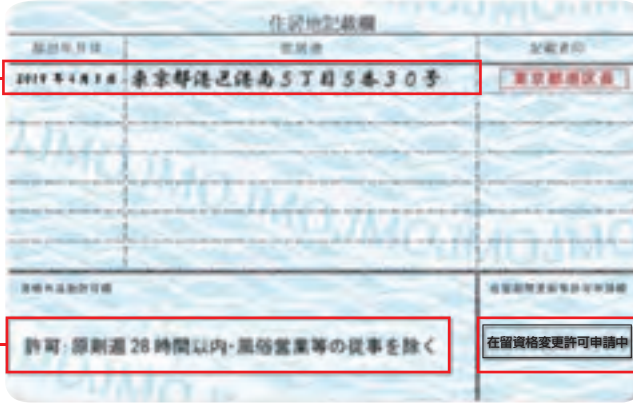 住居地記載欄
届出年月日 住居地 記載者印
2019年4月1日 東京都港区港南5丁目5番30号 東京都港区長
資格外活動許可欄 在留期間更新等許可申請欄
許可:原則週28時間以内・風俗営業等の従事を除く 在留資格変更許可申請中
MOJMOJMOJ